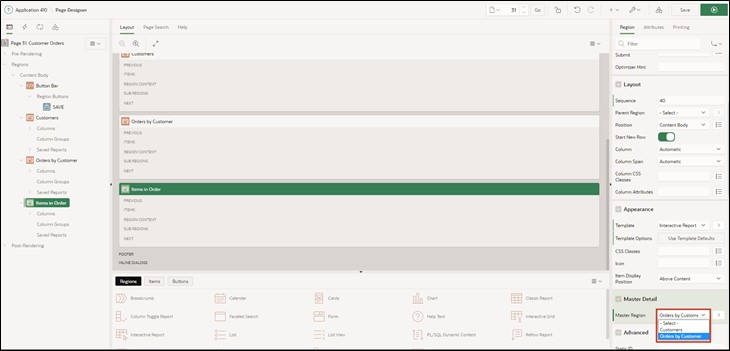 Application 410 \ Page Designer
31
Go
Save
Page 31: Customer Orders
Pre-Rendering
Regions
Content Body
Button Bar
Region Buttons
SAVE
Customers
Columns
Column Groups
Saved Reports
Orders by Customer
Columns
Column Groups
Saved Reports
Items in Order
Columns
Column Groups
Saved Reports
Post-Rendering
Layout
Page Search
Help
Customers
PREVIOUS
ITEMS
REGION CONTENT
SUB REGIONS
NEXT
Orders by Customer
PREVIOUS
ITEMS
REGION CONTENT
SUB REGIONS
NEXT
Items in Order
PREVIOUS
ITEMS
REGION CONTENT
SUB REGIONS
NEXT
FOOTER
INLINE DIALOGS
Regions
Items
Buttons
Breadcrumb
Calendar
Cards
Chart
Classic Report
Column Toggle Report
Faceted Search
Form
Help Text
Interactive Grid
Interactive Report
List
List View
PL/SQL Dynamic Content
Reflow Report
Region
Attributes
Printing
Filter
Submit
Optimizer Hint
Layout
Sequence
40
Parent Region
- Select -
Position
Content Body
Start New Row
Column
Automatic
Column Span
Automatic
Column CSS
Classes
Column Attributes
Appearance
Template
Interactive Report
Template Options
Use Template Defaults
CSS Classes
Icon
Item Display
Position
Above Content
Master Detail
Master Region
Orders by Custom
- Select -
Customers
Orders by Customer
Advanced
Static ID